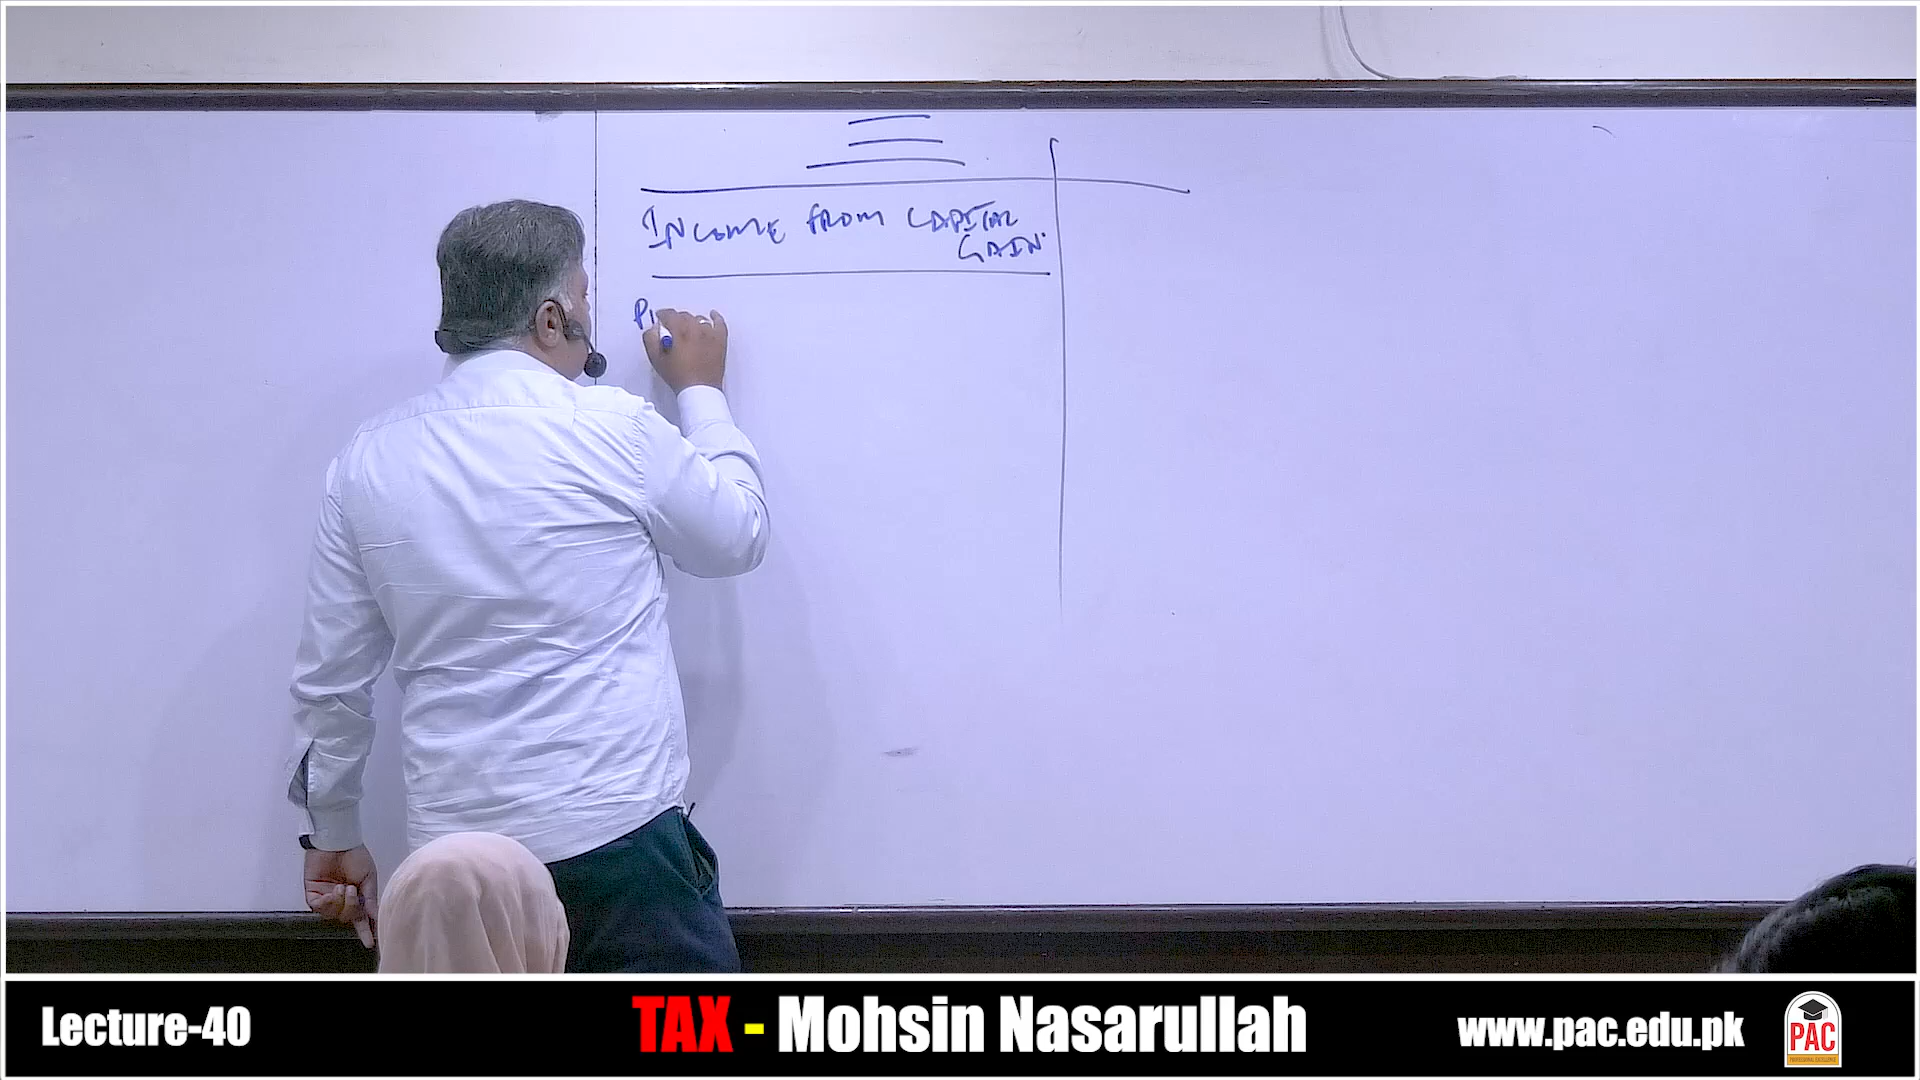 INCOME FROM CAPITAL
GAIN
Lecture-40
TAX - Mohsin Nasarullah
www.pac.edu.pk
PAC